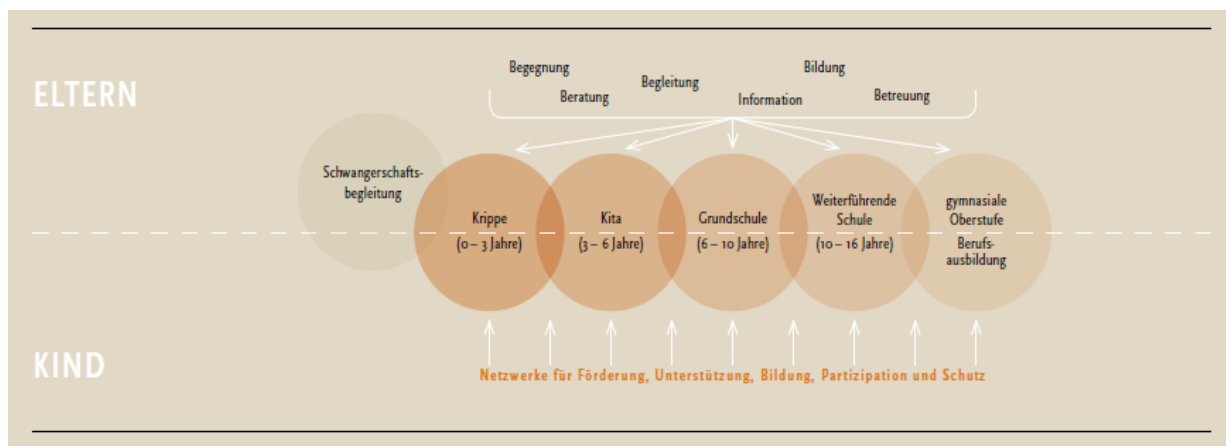 ELTERN
Begegnung
Beratung
Begleitung
Information
Bildung
Betreuung
Schwangerschafts-
begleitung
Krippe
(0 – 3 Jahre)
Kita
(3 – 6 Jahre)
Grundschule
(6 – 10 Jahre)
Weiterführende
Schule
(10 – 16 Jahre)
gymnasiale
Oberstufe
Berufs-
ausbildung
KIND
Netzwerke für Förderung, Unterstützung, Bildung, Partizipation und Schutz